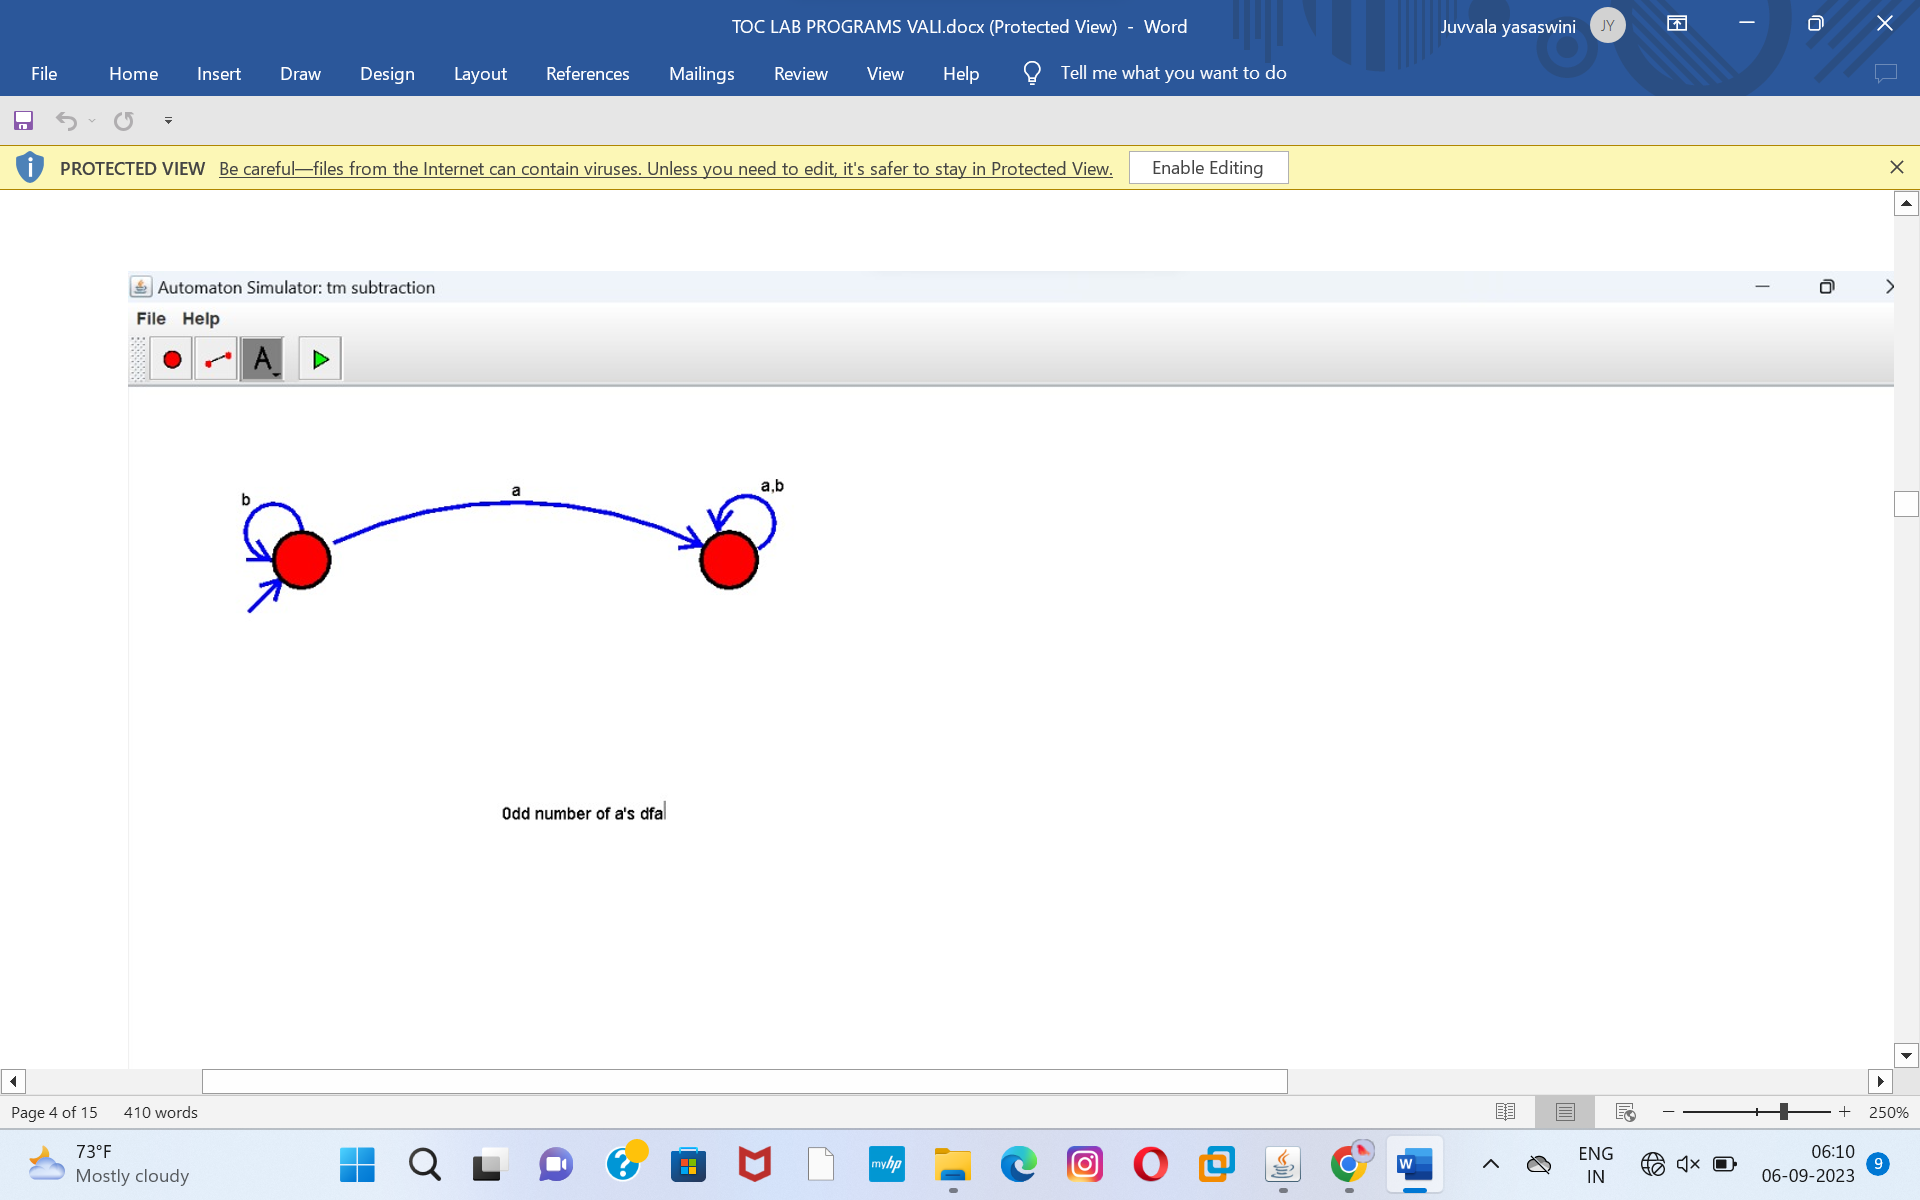 TOC LAB PROGRAMS VALI.docx (Protected View) - Word
Juvvala yasaswini JY
File Home Insert Draw Design Layout References Mailings Review View Help Tell me what you want to do
PROTECTED VIEW Be careful—files from the Internet can contain viruses. Unless you need to edit, it's safer to stay in Protected View. Enable Editing
Automaton Simulator: tm subtraction
File Help
A
b a a,b
Odd number of a's dfa
Page 4 of 15 410 words 250%
73°F
Mostly cloudy
myhp
W
ENG
IN
06:10
06-09-2023
9